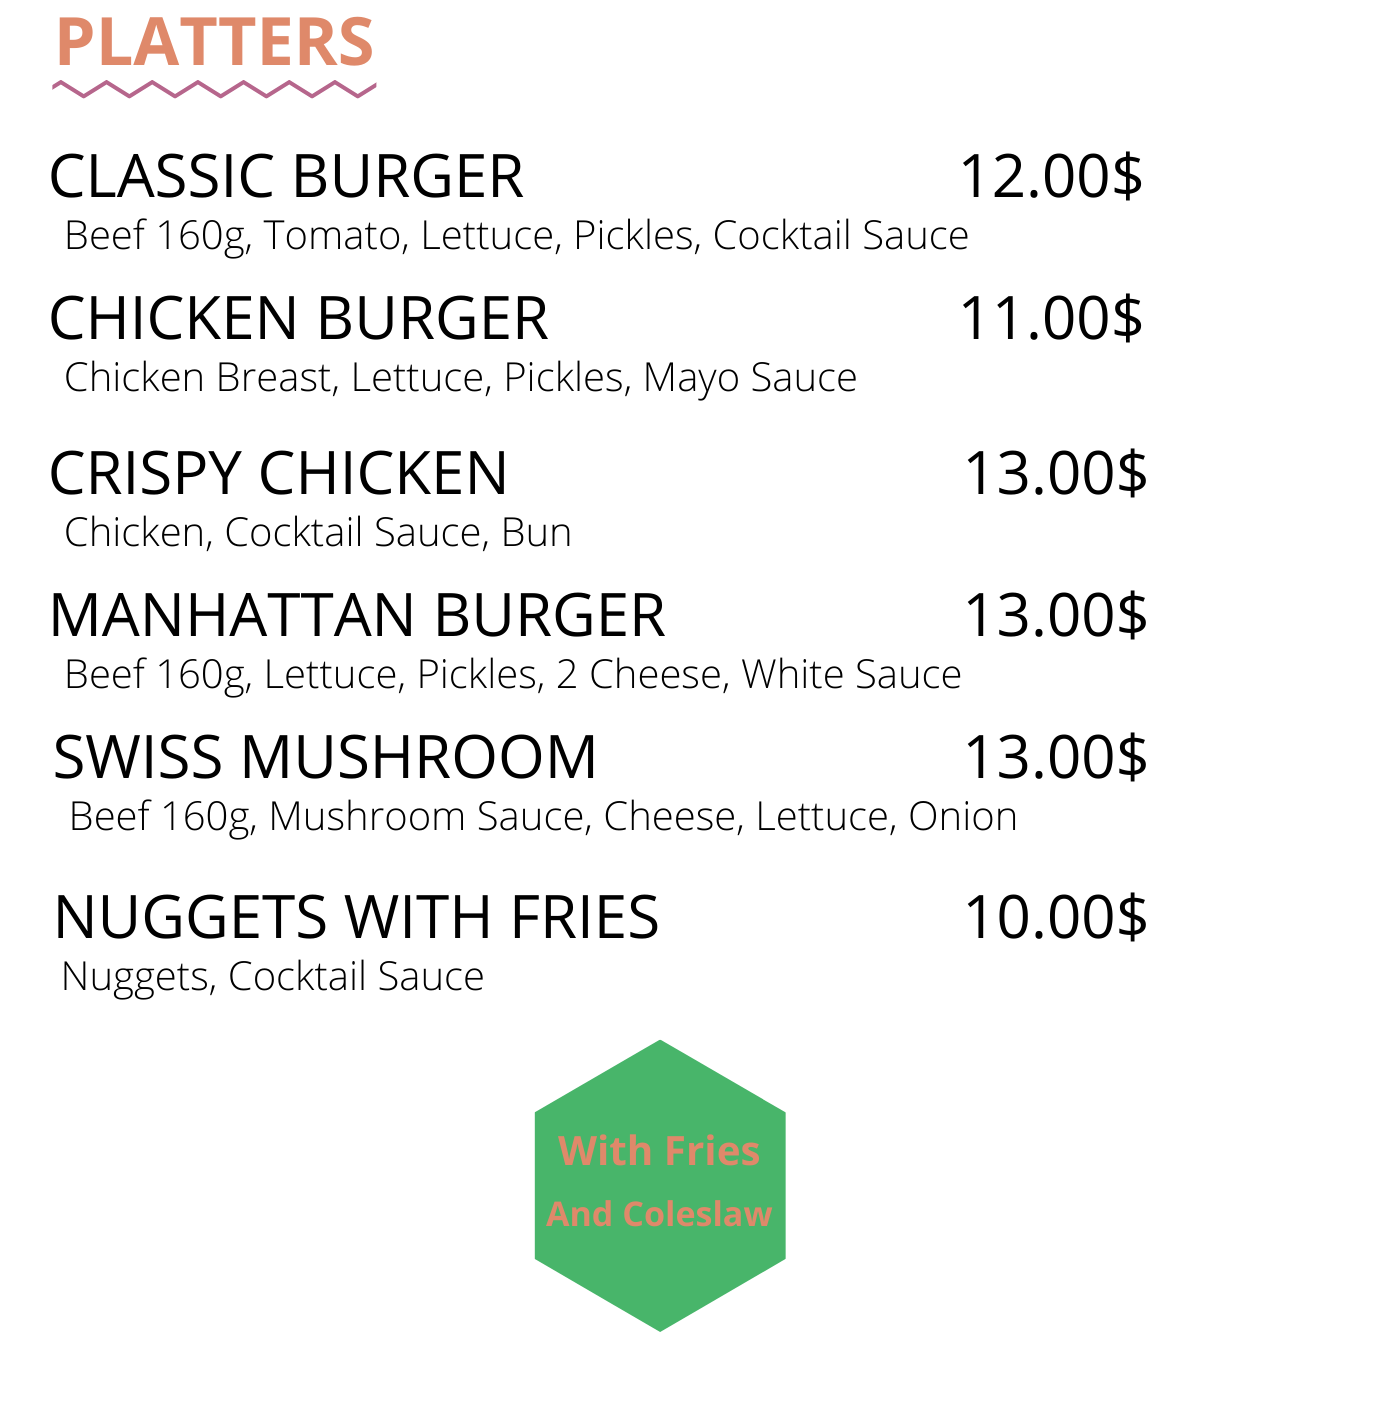 PLATTERS
CLASSIC BURGER 12.00$
Beef 160g, Tomato, Lettuce, Pickles, Cocktail Sauce
CHICKEN BURGER 11.00$
Chicken Breast, Lettuce, Pickles, Mayo Sauce
CRISPY CHICKEN 13.00$
Chicken, Cocktail Sauce, Bun
MANHATTAN BURGER 13.00$
Beef 160g, Lettuce, Pickles, 2 Cheese, White Sauce
SWISS MUSHROOM 13.00$
Beef 160g, Mushroom Sauce, Cheese, Lettuce, Onion
NUGGETS WITH FRIES 10.00$
Nuggets, Cocktail Sauce
With Fries
And Coleslaw